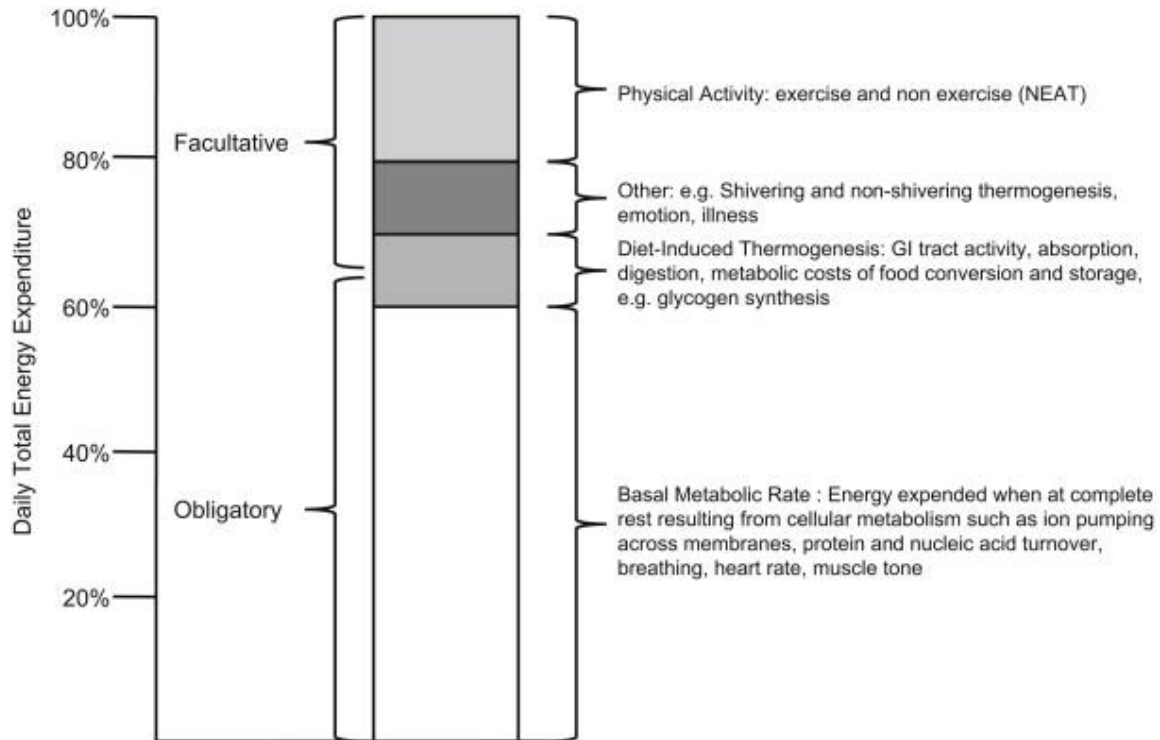 100%
80%
60%
40%
20%
Daily Total Energy Expenditure
Facultative
Obligatory
Physical Activity: exercise and non exercise (NEAT)
Other: e.g. Shivering and non-shivering thermogenesis,
emotion, illness
Diet-Induced Thermogenesis: GI tract activity, absorption,
digestion, metabolic costs of food conversion and storage,
e.g. glycogen synthesis
Basal Metabolic Rate : Energy expended when at complete
rest resulting from cellular metabolism such as ion pumping
across membranes, protein and nucleic acid turnover,
breathing, heart rate, muscle tone